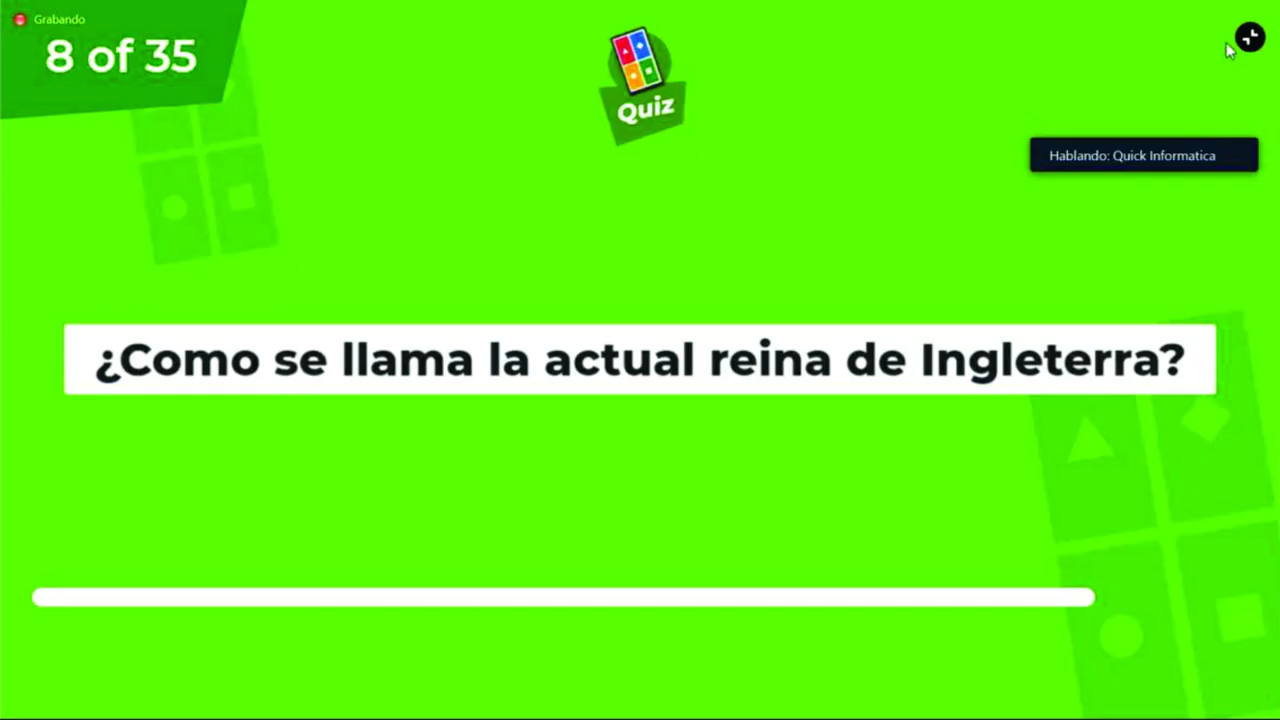 Grabando
8 of 35
Quiz
Hablando: Quick Informatica
¿Como se llama la actual reina de Ingleterra?